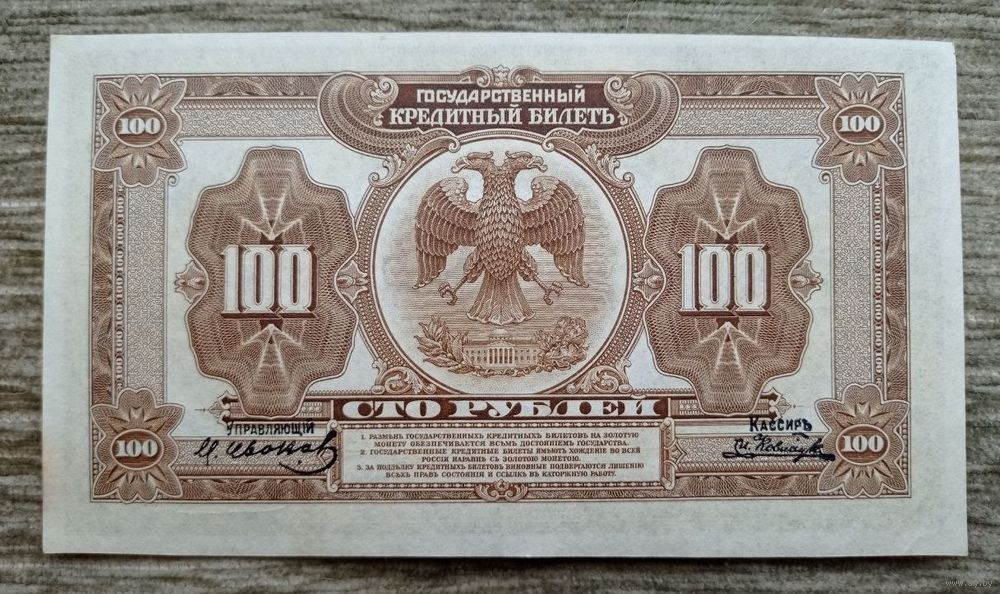 ГОСУДАРСТВЕННЫЙ
КРЕДИТНЫЙ БИЛЕТЪ
100 100
100 100
СТО РУБЛЕЙ
УПРАВЛЯЮЩІЙ КАССИРЪ
100 100
1. РАЗМѢНЪ ГОСУДАРСТВЕННЫХЪ КРЕДИТНЫХЪ БИЛЕТОВЪ НА ЗОЛОТУЮ
МОНЕТУ ОБЕЗПЕЧИВАЕТСЯ ВСѢМЪ ДОСТОЯНІЕМЪ ГОСУДАРСТВА.
2. ГОСУДАРСТВЕННЫЕ КРЕДИТНЫЕ БИЛЕТЫ ИМѢЮТЪ ХОЖДЕНІЕ ВО ВСЕЙ
РОССІИ НАРАВНѢ СЪ ЗОЛОТОЮ МОНЕТОЮ.
3. ЗА ПОДДѢЛКУ КРЕДИТНЫХЪ БИЛЕТОВЪ ВИНОВНЫЕ ПОДВЕРГАЮТСЯ ЛИШЕНІЮ
ВСѢХЪ ПРАВЪ СОСТОЯНІЯ И ССЫЛКѢ ВЪ КАТОРЖНУЮ РАБОТУ.